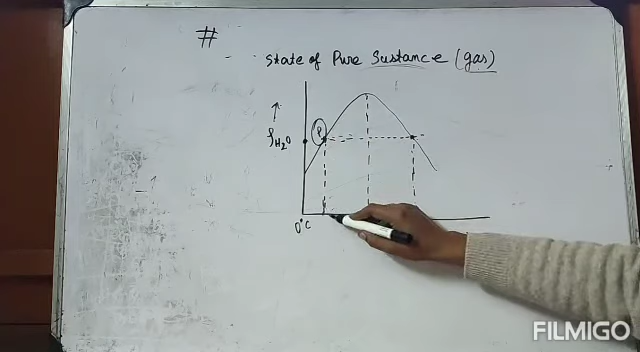 #
State of Pure Sustance (gas)
P
ρH₂O
0°C
FILMIGO